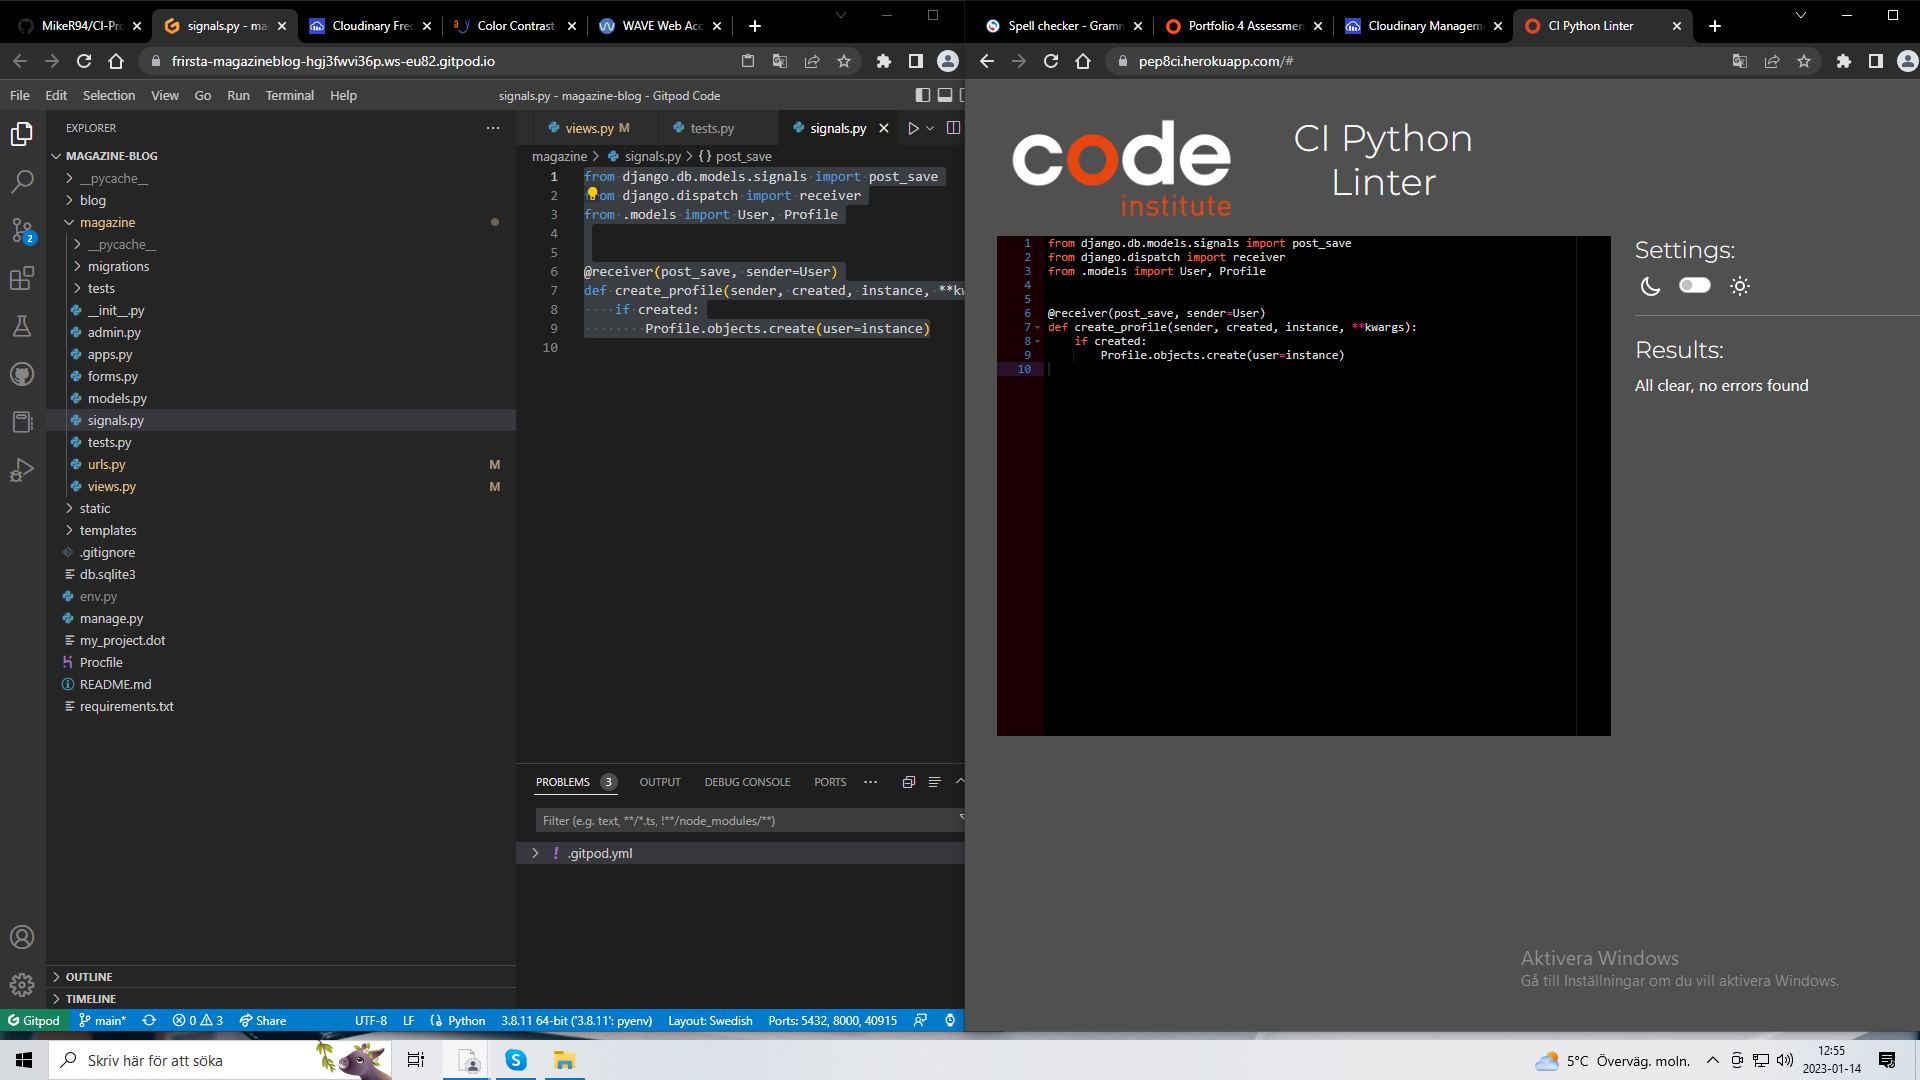 MikeR94/CI-Pro
signals.py - ma
Cloudinary Fre
Color Contrast
WAVE Web Acc
frirsta-magazineblog-hgj3fwvi36p.ws-eu82.gitpod.io
File Edit Selection View Go Run Terminal Help
signals.py - magazine-blog - Gitpod Code
EXPLORER
MAGAZINE-BLOG
__pycache__
blog
magazine
__pycache__
migrations
tests
__init__.py
admin.py
apps.py
forms.py
models.py
signals.py
tests.py
urls.py M
views.py M
static
templates
.gitignore
db.sqlite3
env.py
manage.py
my_project.dot
Procfile
README.md
requirements.txt
OUTLINE
TIMELINE
2
views.py M
tests.py
signals.py
magazine > signals.py > {} post_save
1 from django.db.models.signals import post_save
2 from django.dispatch import receiver
3 from .models import User, Profile
4
5
6 @receiver(post_save, sender=User)
7 def create_profile(sender, created, instance, **kw
8 if created:
9 Profile.objects.create(user=instance)
10
PROBLEMS 3 OUTPUT DEBUG CONSOLE PORTS
Filter (e.g. text, **/*.ts, !**/node_modules/**)
! .gitpod.yml
Gitpod main* 0 3 Share UTF-8 LF Python 3.8.11 64-bit ('3.8.11': pyenv) Layout: Swedish Ports: 5432, 8000, 40915
Spell checker - Gramm
Portfolio 4 Assessmen
Cloudinary Managem
CI Python Linter
pep8ci.herokuapp.com/#
code
institute
CI Python
Linter
1 from django.db.models.signals import post_save
2 from django.dispatch import receiver
3 from .models import User, Profile
4
5
6 @receiver(post_save, sender=User)
7 def create_profile(sender, created, instance, **kwargs):
8 if created:
9 Profile.objects.create(user=instance)
10
Settings:
Results:
All clear, no errors found
Aktivera Windows
Gå till Inställningar om du vill aktivera Windows.
Skriv här för att söka
5°C Överväg. moln.
12:55
2023-01-14